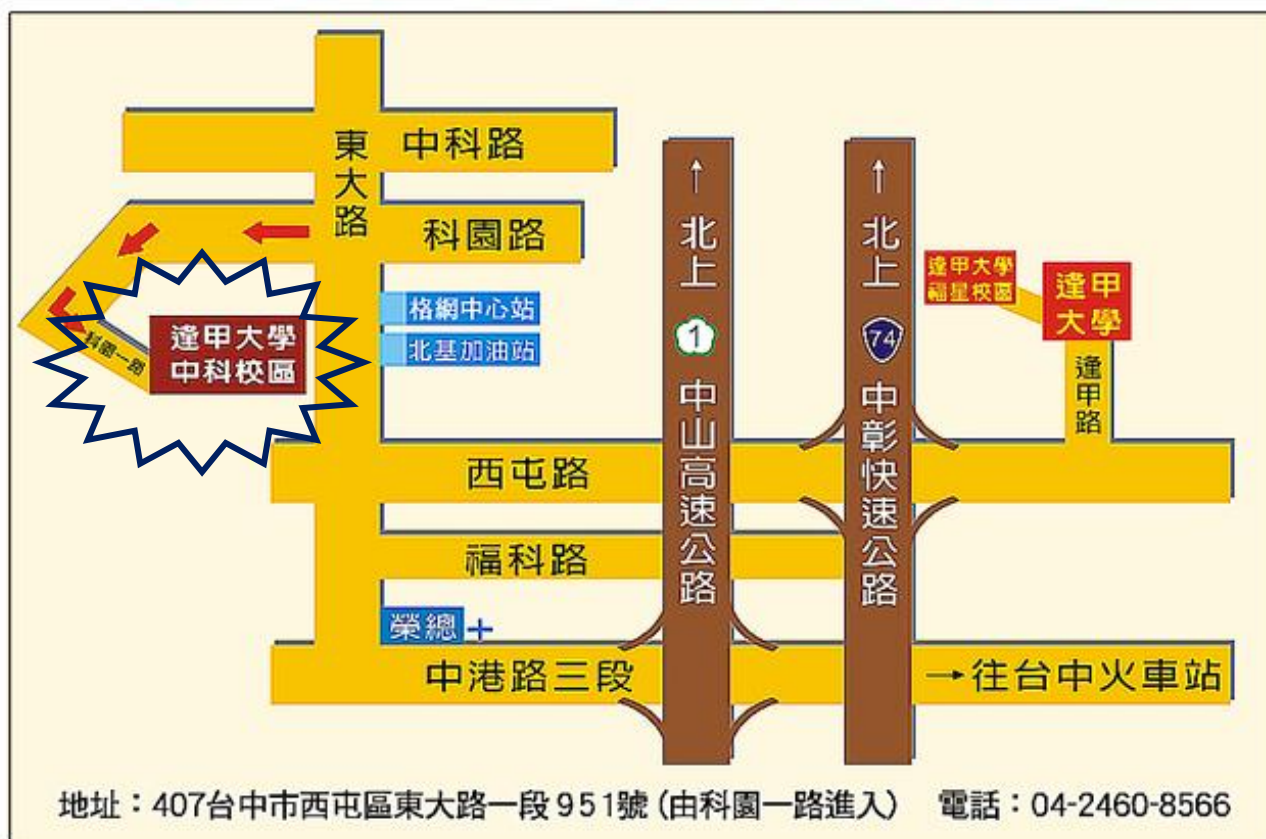 東大路
中科路
科園路
科園一路
逢甲大學
中科校區
格網中心站
北基加油站
西屯路
福科路
榮總
中港路三段
→往台中火車站
↑
北上
1
中山高速公路
↑
北上
74
中彰快速公路
逢甲大學
福星校區
逢甲
大學
逢甲路
地址：407台中市西屯區東大路一段951號 (由科園一路進入) 電話：04-2460-8566